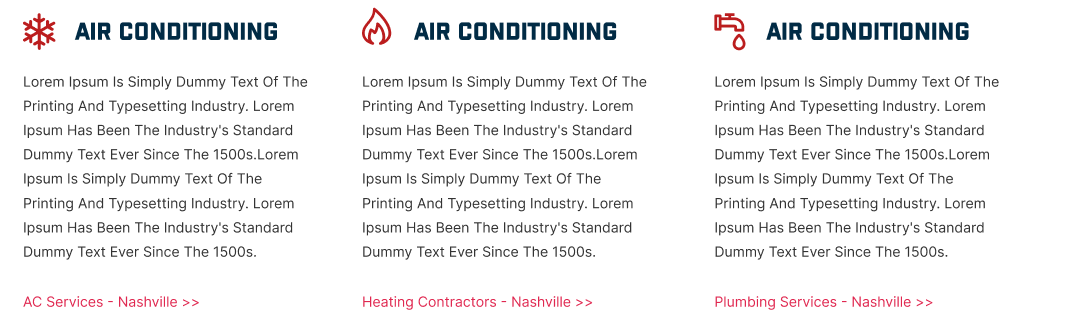 AIR CONDITIONING
Lorem Ipsum Is Simply Dummy Text Of The
Printing And Typesetting Industry. Lorem
Ipsum Has Been The Industry's Standard
Dummy Text Ever Since The 1500s.Lorem
Ipsum Is Simply Dummy Text Of The
Printing And Typesetting Industry. Lorem
Ipsum Has Been The Industry's Standard
Dummy Text Ever Since The 1500s.
AC Services - Nashville >>
AIR CONDITIONING
Lorem Ipsum Is Simply Dummy Text Of The
Printing And Typesetting Industry. Lorem
Ipsum Has Been The Industry's Standard
Dummy Text Ever Since The 1500s.Lorem
Ipsum Is Simply Dummy Text Of The
Printing And Typesetting Industry. Lorem
Ipsum Has Been The Industry's Standard
Dummy Text Ever Since The 1500s.
Heating Contractors - Nashville >>
AIR CONDITIONING
Lorem Ipsum Is Simply Dummy Text Of The
Printing And Typesetting Industry. Lorem
Ipsum Has Been The Industry's Standard
Dummy Text Ever Since The 1500s.Lorem
Ipsum Is Simply Dummy Text Of The
Printing And Typesetting Industry. Lorem
Ipsum Has Been The Industry's Standard
Dummy Text Ever Since The 1500s.
Plumbing Services - Nashville >>